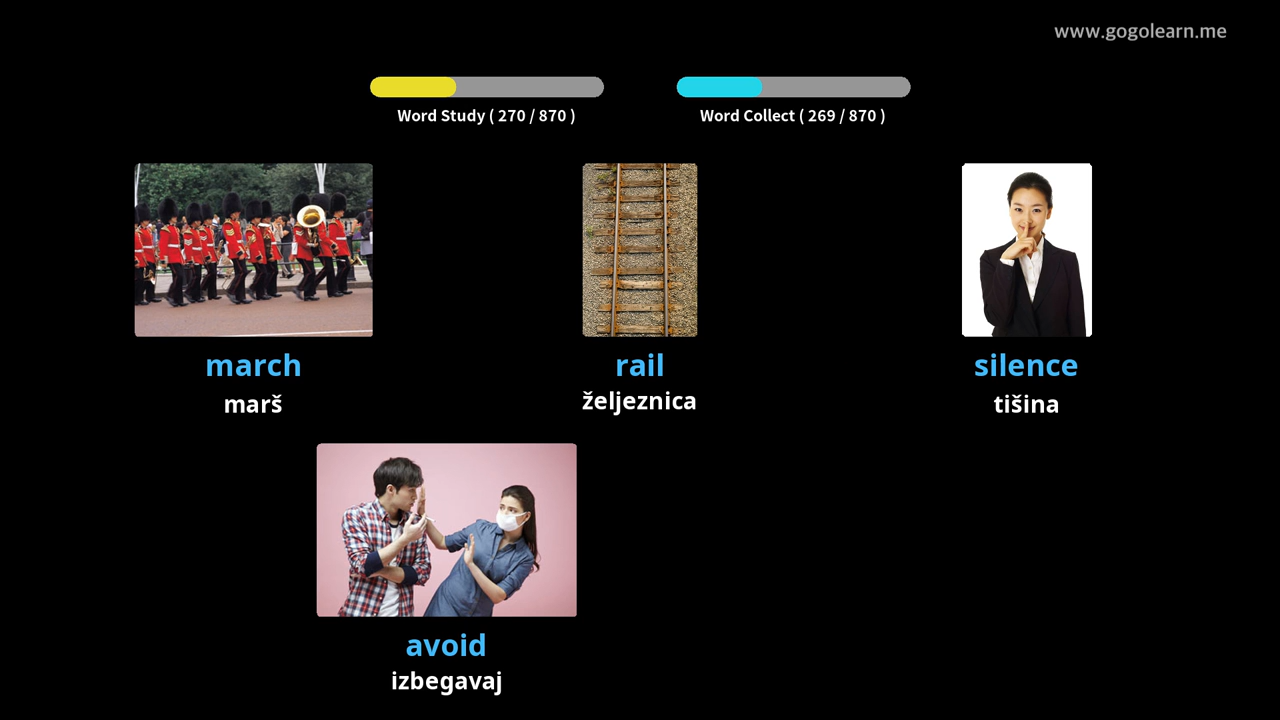 www.gogolearn.me
Word Study ( 270 / 870 )
Word Collect ( 269 / 870 )
march
marš
rail
željeznica
silence
tišina
avoid
izbegavaj